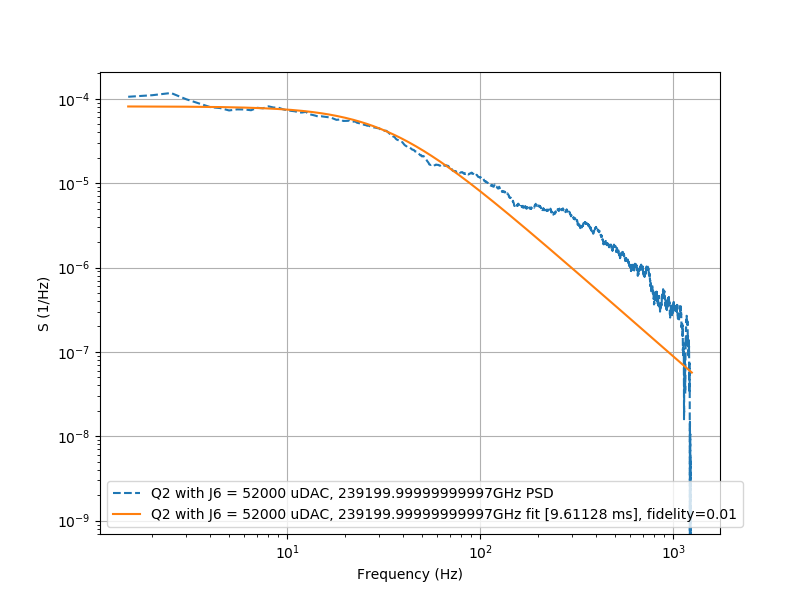 10⁻⁴
10⁻⁵
10⁻⁶
10⁻⁷
10⁻⁸
10⁻⁹
S (1/Hz)
Q2 with J6 = 52000 uDAC, 239199.99999999997GHz PSD
Q2 with J6 = 52000 uDAC, 239199.99999999997GHz fit [9.61128 ms], fidelity=0.01
10¹ 10² 10³
Frequency (Hz)